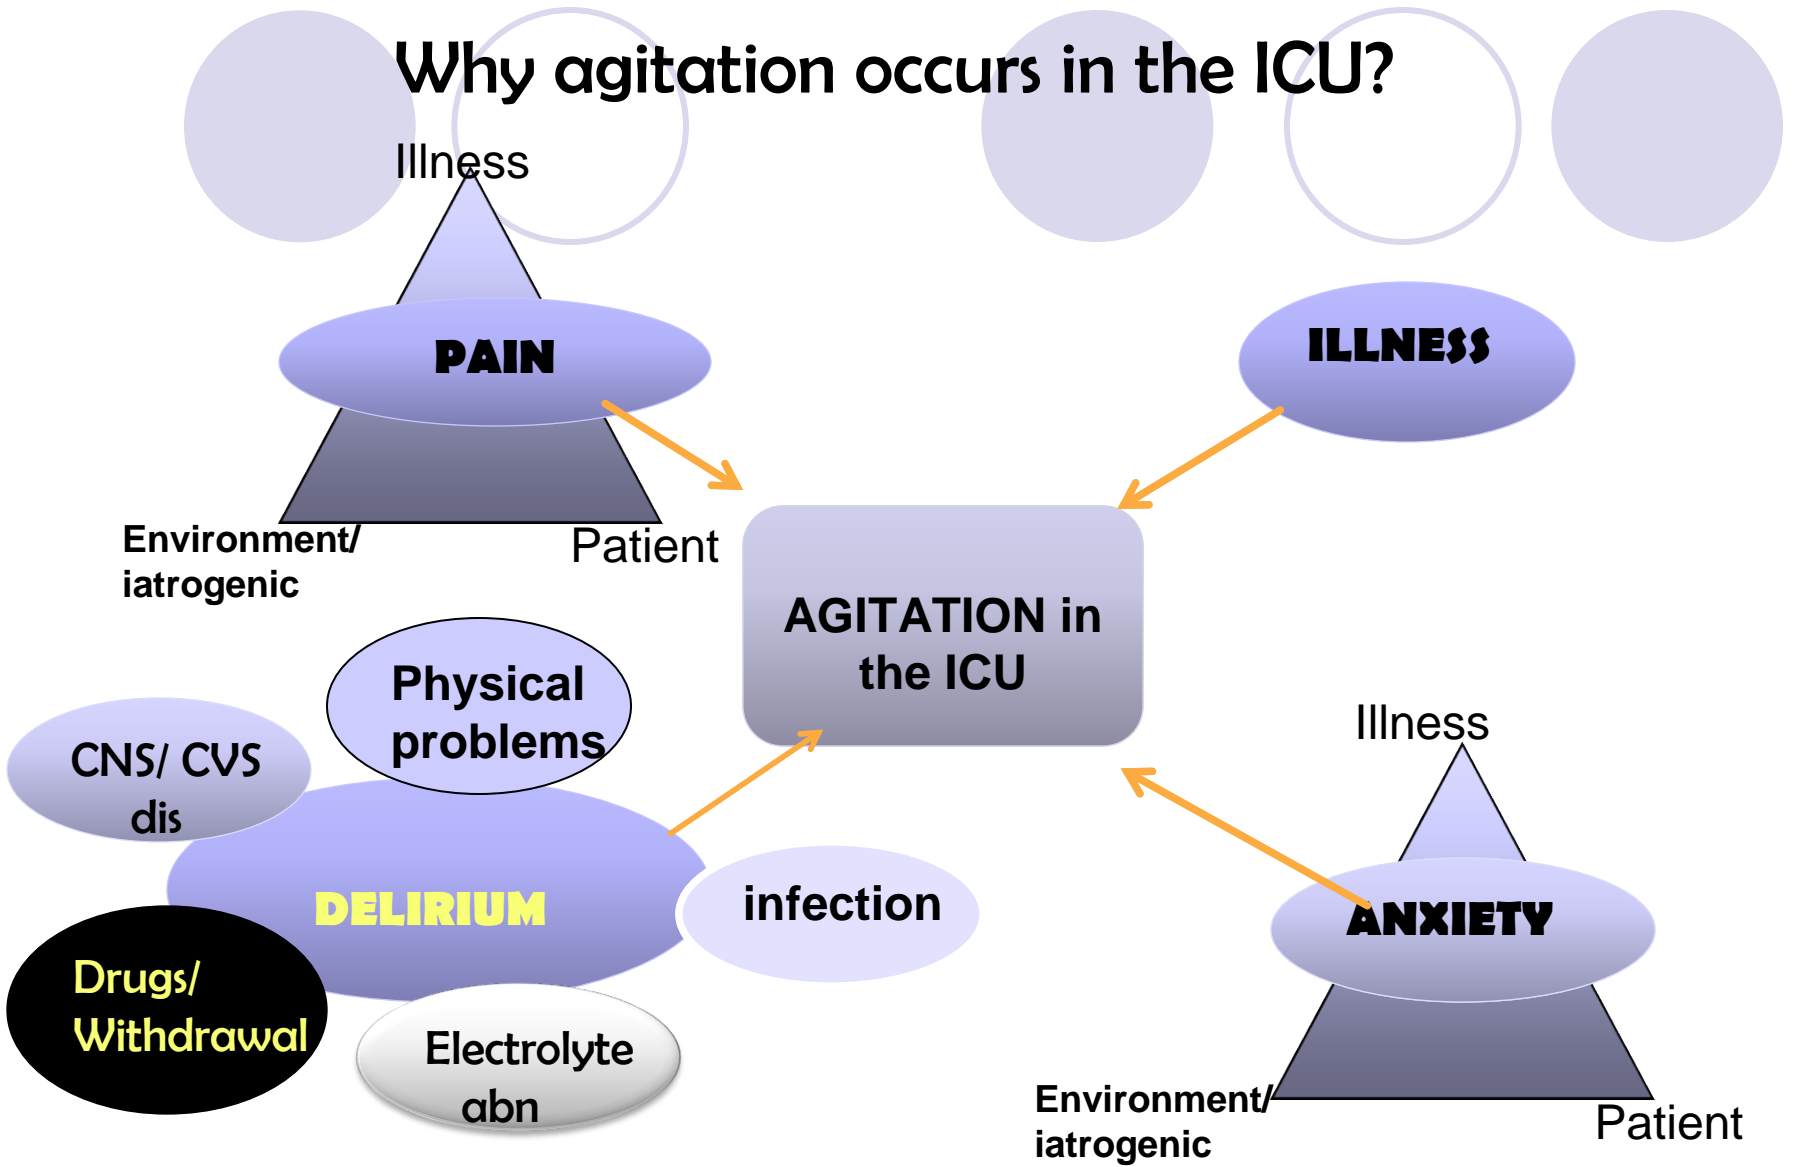 Why agitation occurs in the ICU?
Illness
PAIN
ILLNESS
Environment/
iatrogenic
Patient
AGITATION in
the ICU
Physical
problems
CNS/ CVS
dis
DELIRIUM
infection
Drugs/
Withdrawal
Electrolyte
abn
Illness
ANXIETY
Environment/
iatrogenic
Patient